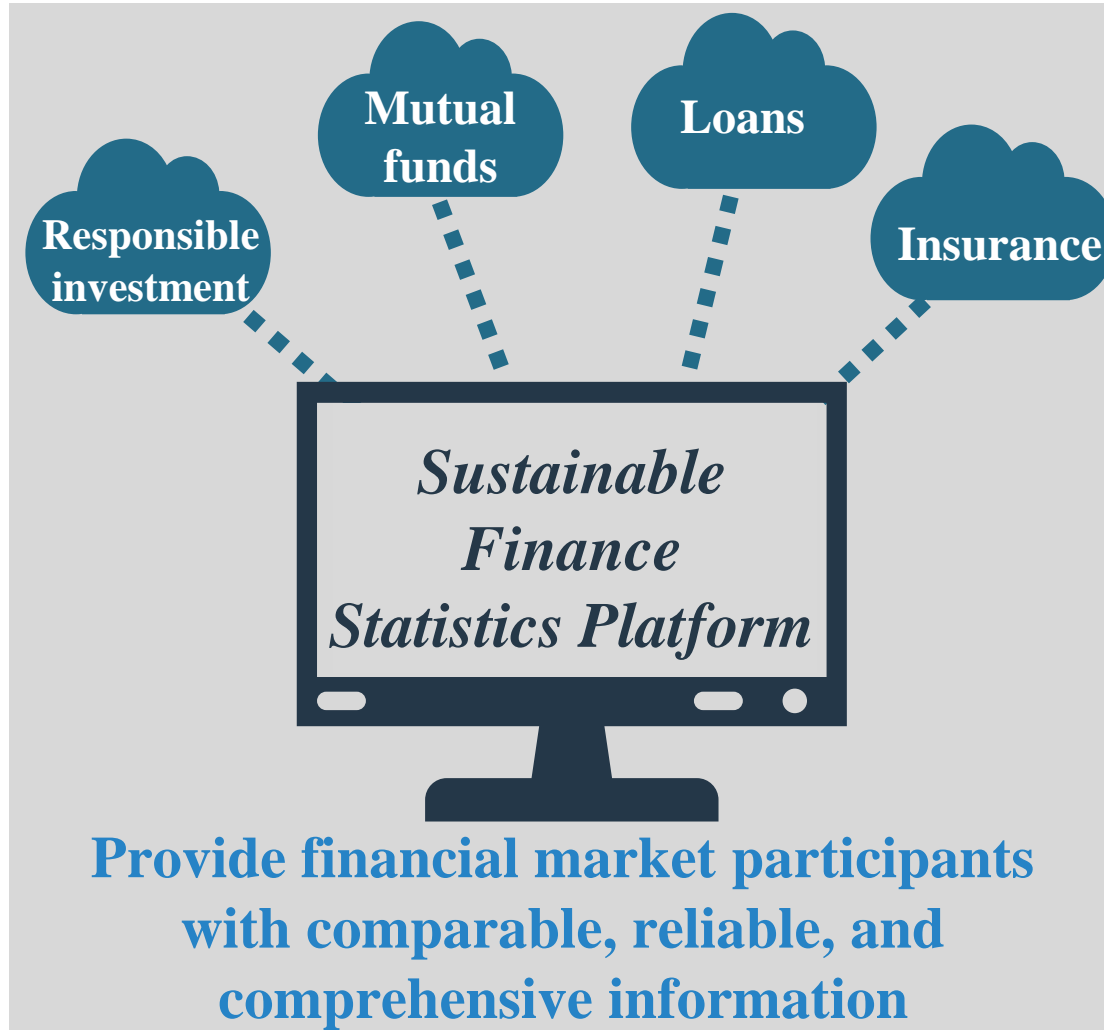 Mutual
funds
Loans
Responsible
investment
Insurance
Sustainable
Finance
Statistics Platform
Provide financial market participants
with comparable, reliable, and
comprehensive information